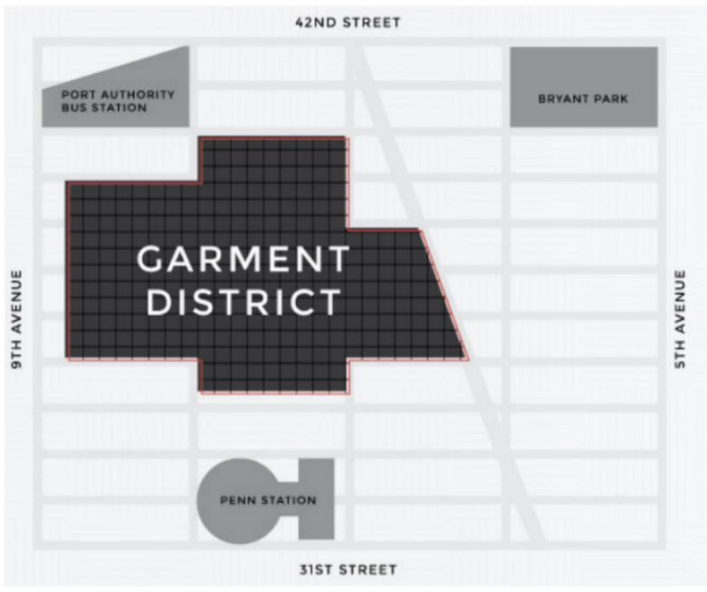 42ND STREET
PORT AUTHORITY
BUS STATION
BRYANT PARK
GARMENT
DISTRICT
9TH AVENUE
5TH AVENUE
PENN STATION
31ST STREET